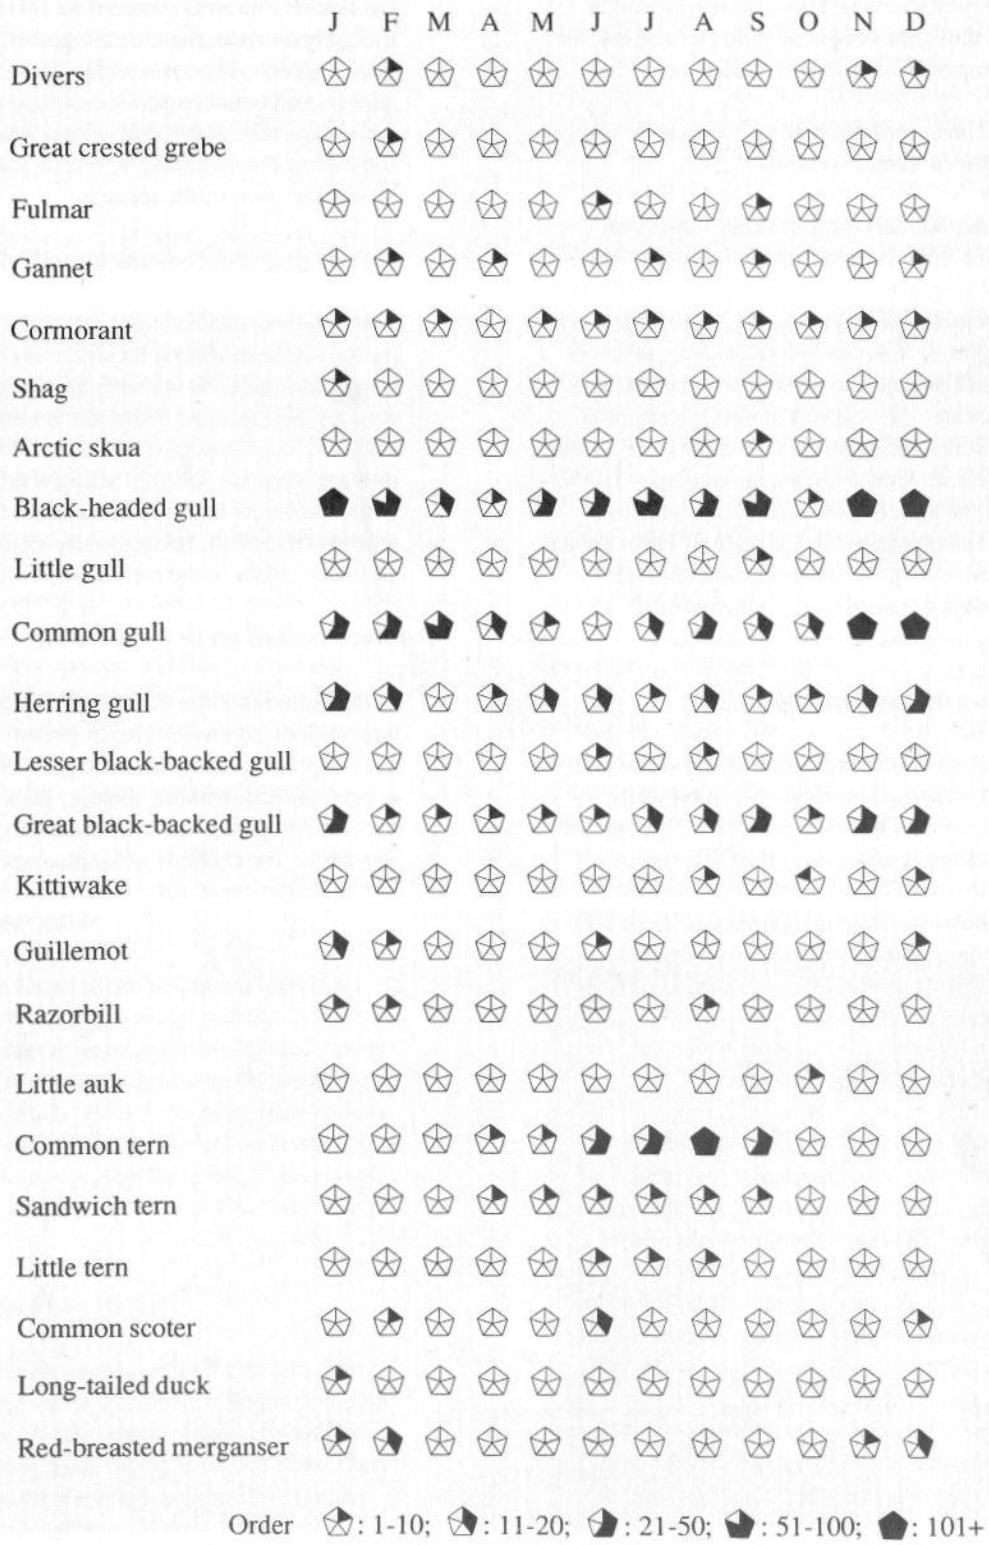 J F M A M J J A S O N D
Divers
Great crested grebe
Fulmar
Gannet
Cormorant
Shag
Arctic skua
Black-headed gull
Little gull
Common gull
Herring gull
Lesser black-backed gull
Great black-backed gull
Kittiwake
Guillemot
Razorbill
Little auk
Common tern
Sandwich tern
Little tern
Common scoter
Long-tailed duck
Red-breasted merganser
Order : 1-10; : 11-20; : 21-50; : 51-100; : 101+